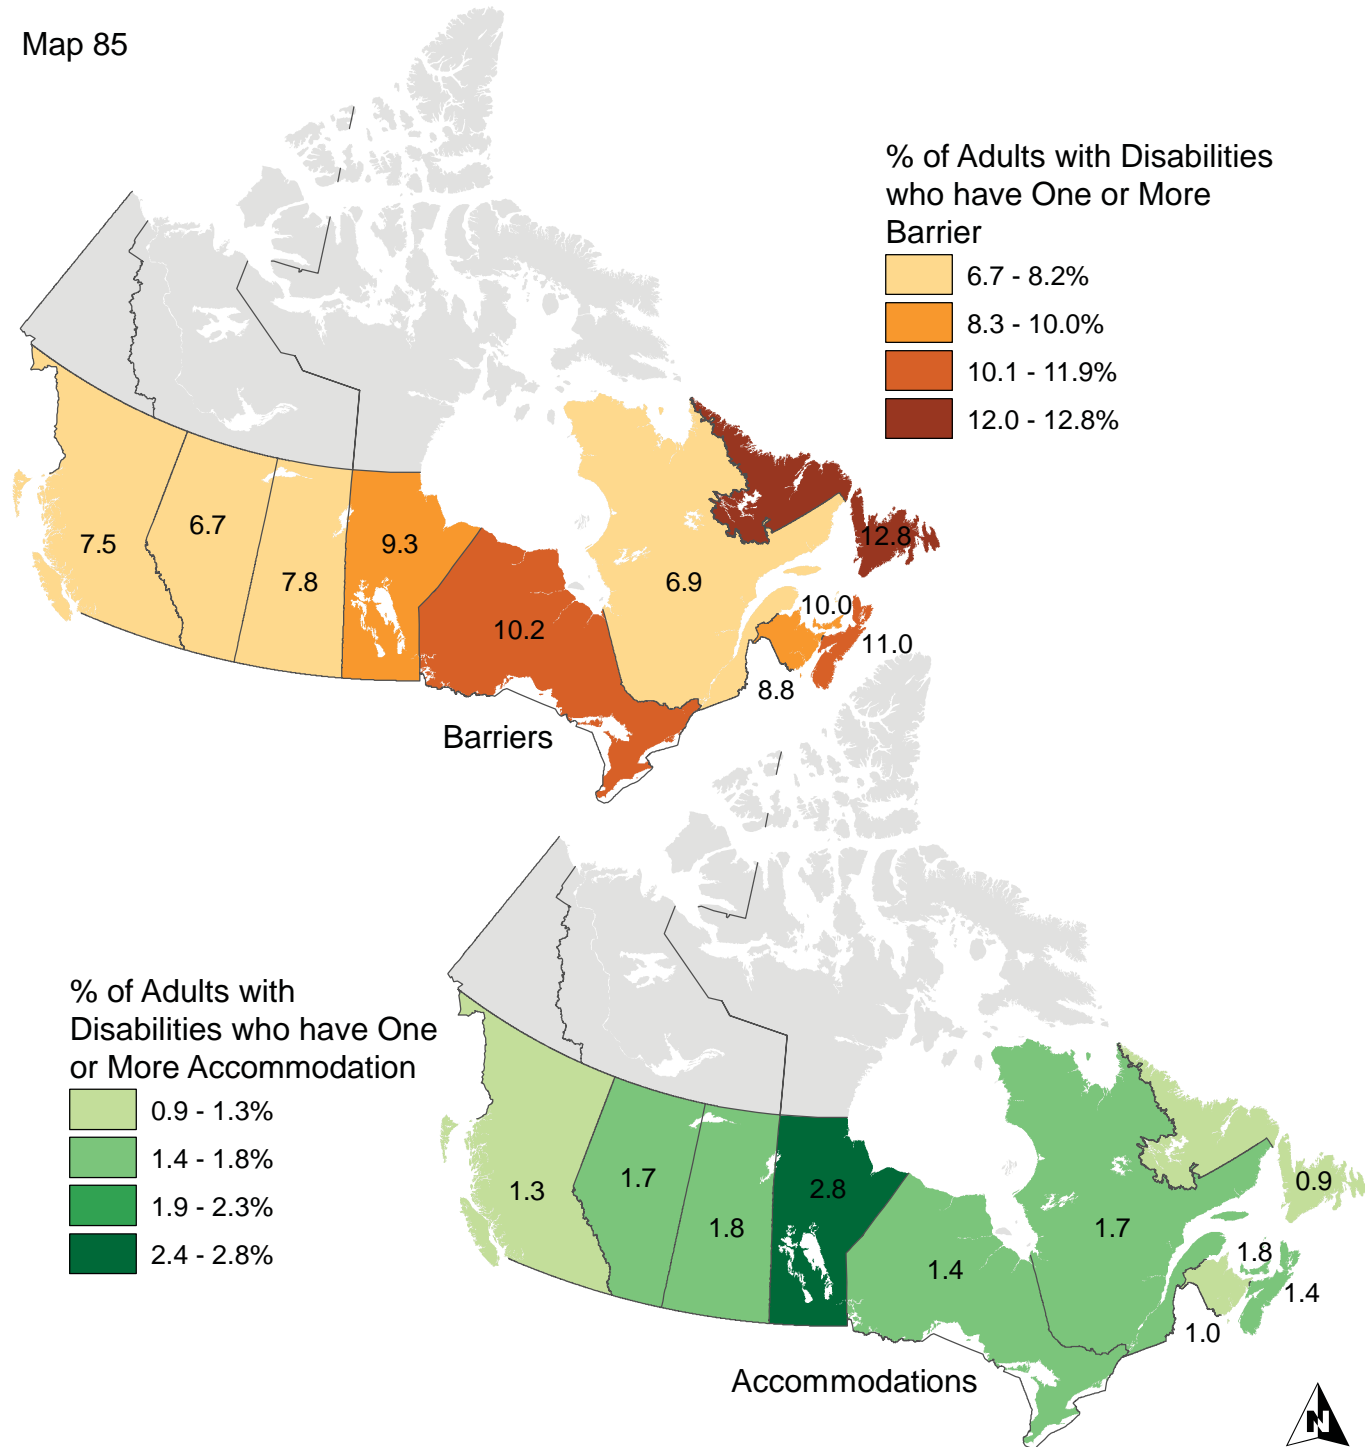 Map 85
% of Adults with Disabilities
who have One or More
Barrier
6.7 - 8.2%
8.3 - 10.0%
10.1 - 11.9%
12.0 - 12.8%
7.5
6.7
7.8
9.3
10.2
6.9
12.8
10.0
11.0
8.8
Barriers
% of Adults with
Disabilities who have One
or More Accommodation
0.9 - 1.3%
1.4 - 1.8%
1.9 - 2.3%
2.4 - 2.8%
1.3
1.7
1.8
2.8
1.4
1.7
0.9
1.8
1.4
1.0
Accommodations
N